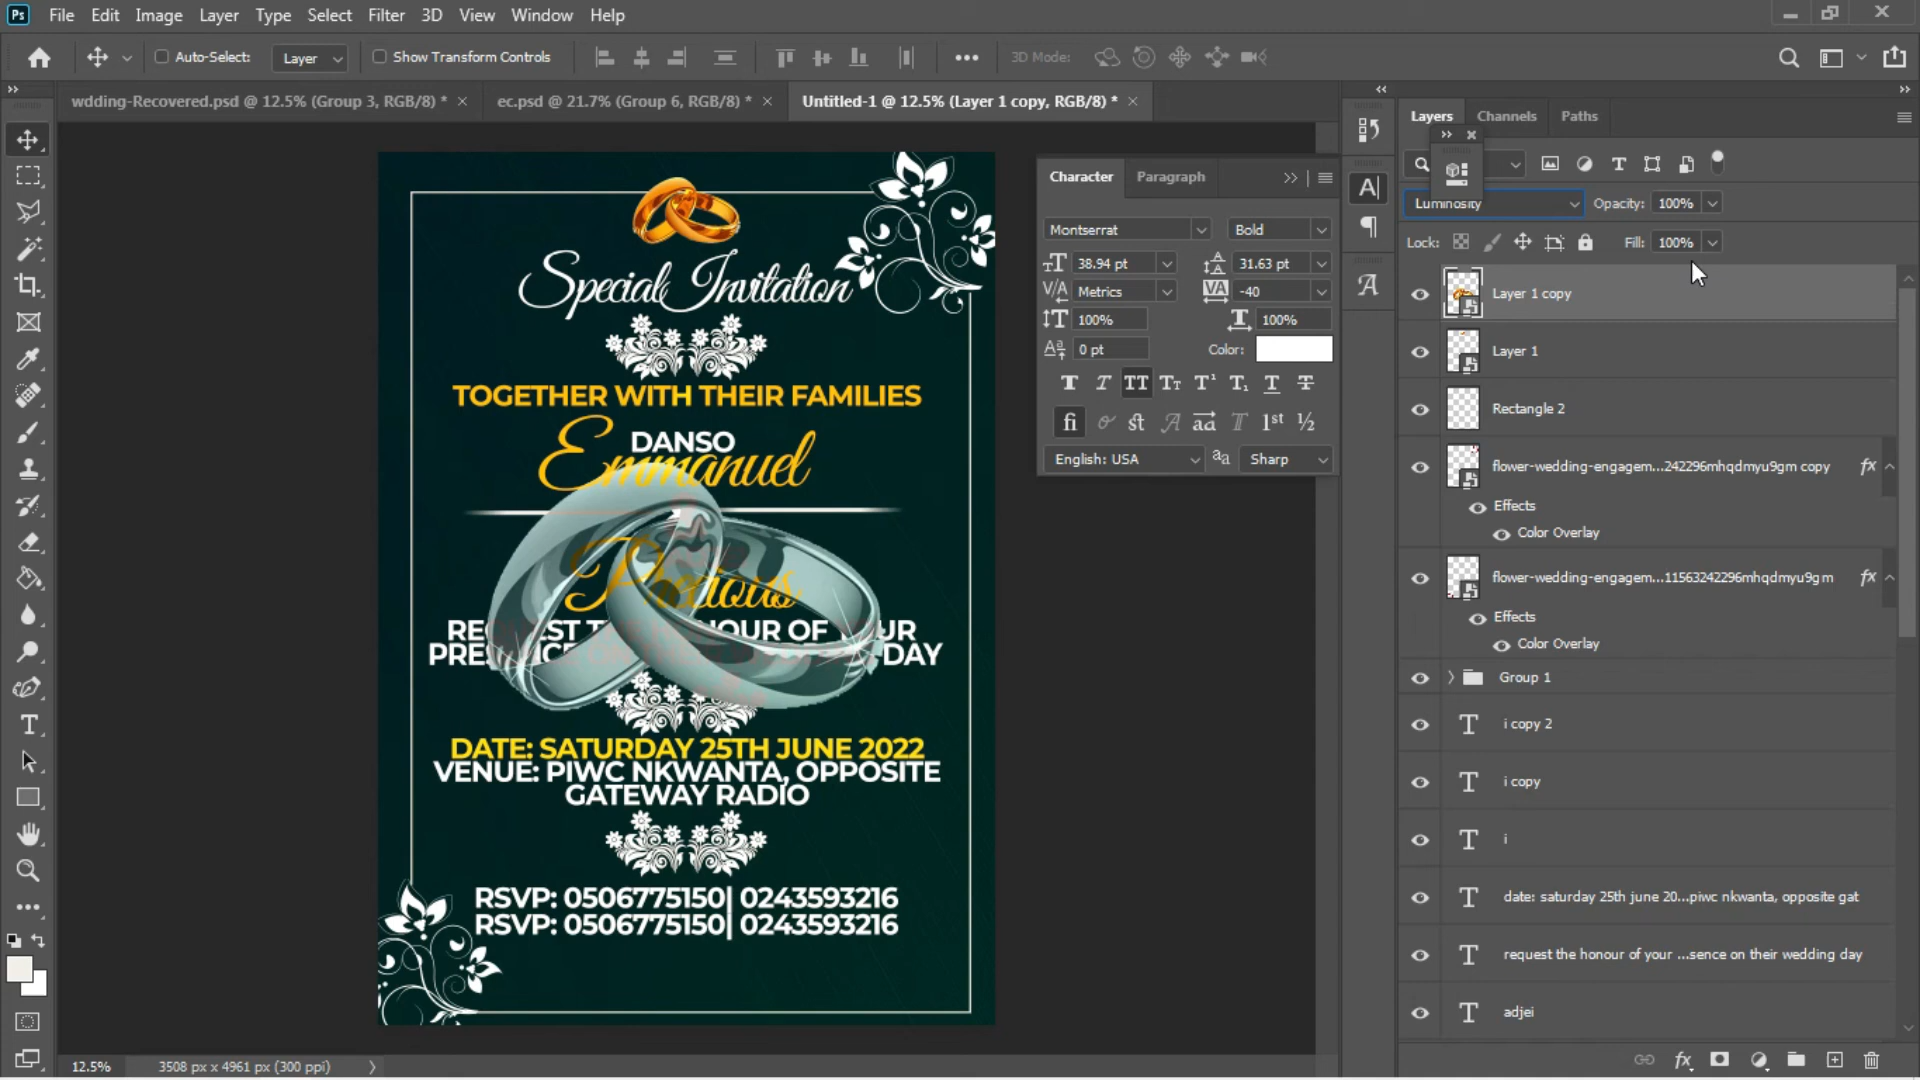 Ps File Edit Image Layer Type Select Filter 3D View Window Help
Auto-Select: Layer Show Transform Controls 3D Mode:
wdding-Recovered.psd @ 12.5% (Group 3, RGB/8) * × ec.psd @ 21.7% (Group 6, RGB/8) * × Untitled-1 @ 12.5% (Layer 1 copy, RGB/8) * ×
Special Invitation
TOGETHER WITH THEIR FAMILIES
DANSO
Emmanuel
Precious
DATE: SATURDAY 25TH JUNE 2022
VENUE: PIWC NKWANTA, OPPOSITE
GATEWAY RADIO
RSVP: 0506775150| 0243593216
RSVP: 0506775150| 0243593216
12.5% 3508 px x 4961 px (300 ppi)
Character Paragraph
Montserrat Bold
38.94 pt 31.63 pt
Metrics -40
100% 100%
0 pt Color:
English: USA Sharp
Layers Channels Paths
Luminosity Opacity: 100%
Lock: Fill: 100%
Layer 1 copy
Layer 1
Rectangle 2
flower-wedding-engagem...242296mhqdmyu9gm copy fx
Effects
Color Overlay
flower-wedding-engagem...11563242296mhqdmyu9gm fx
Effects
Color Overlay
Group 1
i copy 2
i copy
i
date: saturday 25th june 20...piwc nkwanta, opposite gat
request the honour of your ...sence on their wedding day
adjei